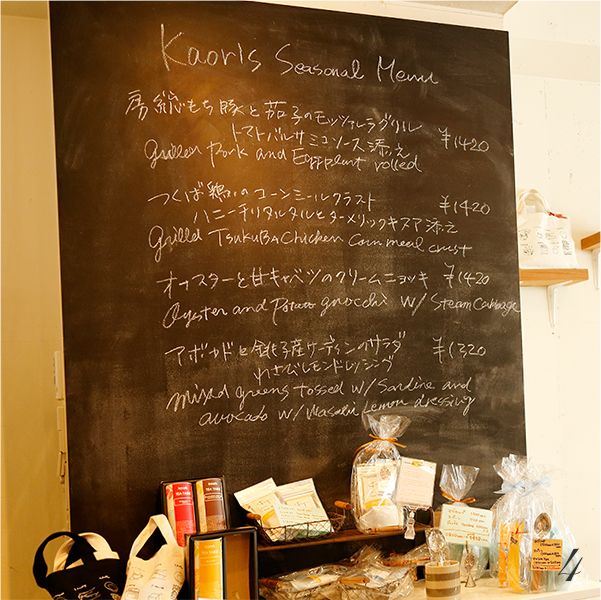 Kaoris Seasonal Menu
房総もち豚と茄子のモッツァレラグリル
トマトバルサミコソース添え ¥1420
Grilled Pork and Eggplant rolled
つくば鶏のコーンミールクラスト
ハニーチリタルタルとターメリックキヌア添え ¥1420
Grilled TSUKUBA Chicken Corn meal crust
オイスターと甘キャベツのクリームニョッキ ¥1420
Oyster and Potato gnocchi w/ Steam Cabbage
アボカドと銚子産サーディンのサラダ ¥1320
わさびレモンドレッシング
mixed greens tossed w/ Sardine and
avocado w/ Wasabi Lemon dressing
4